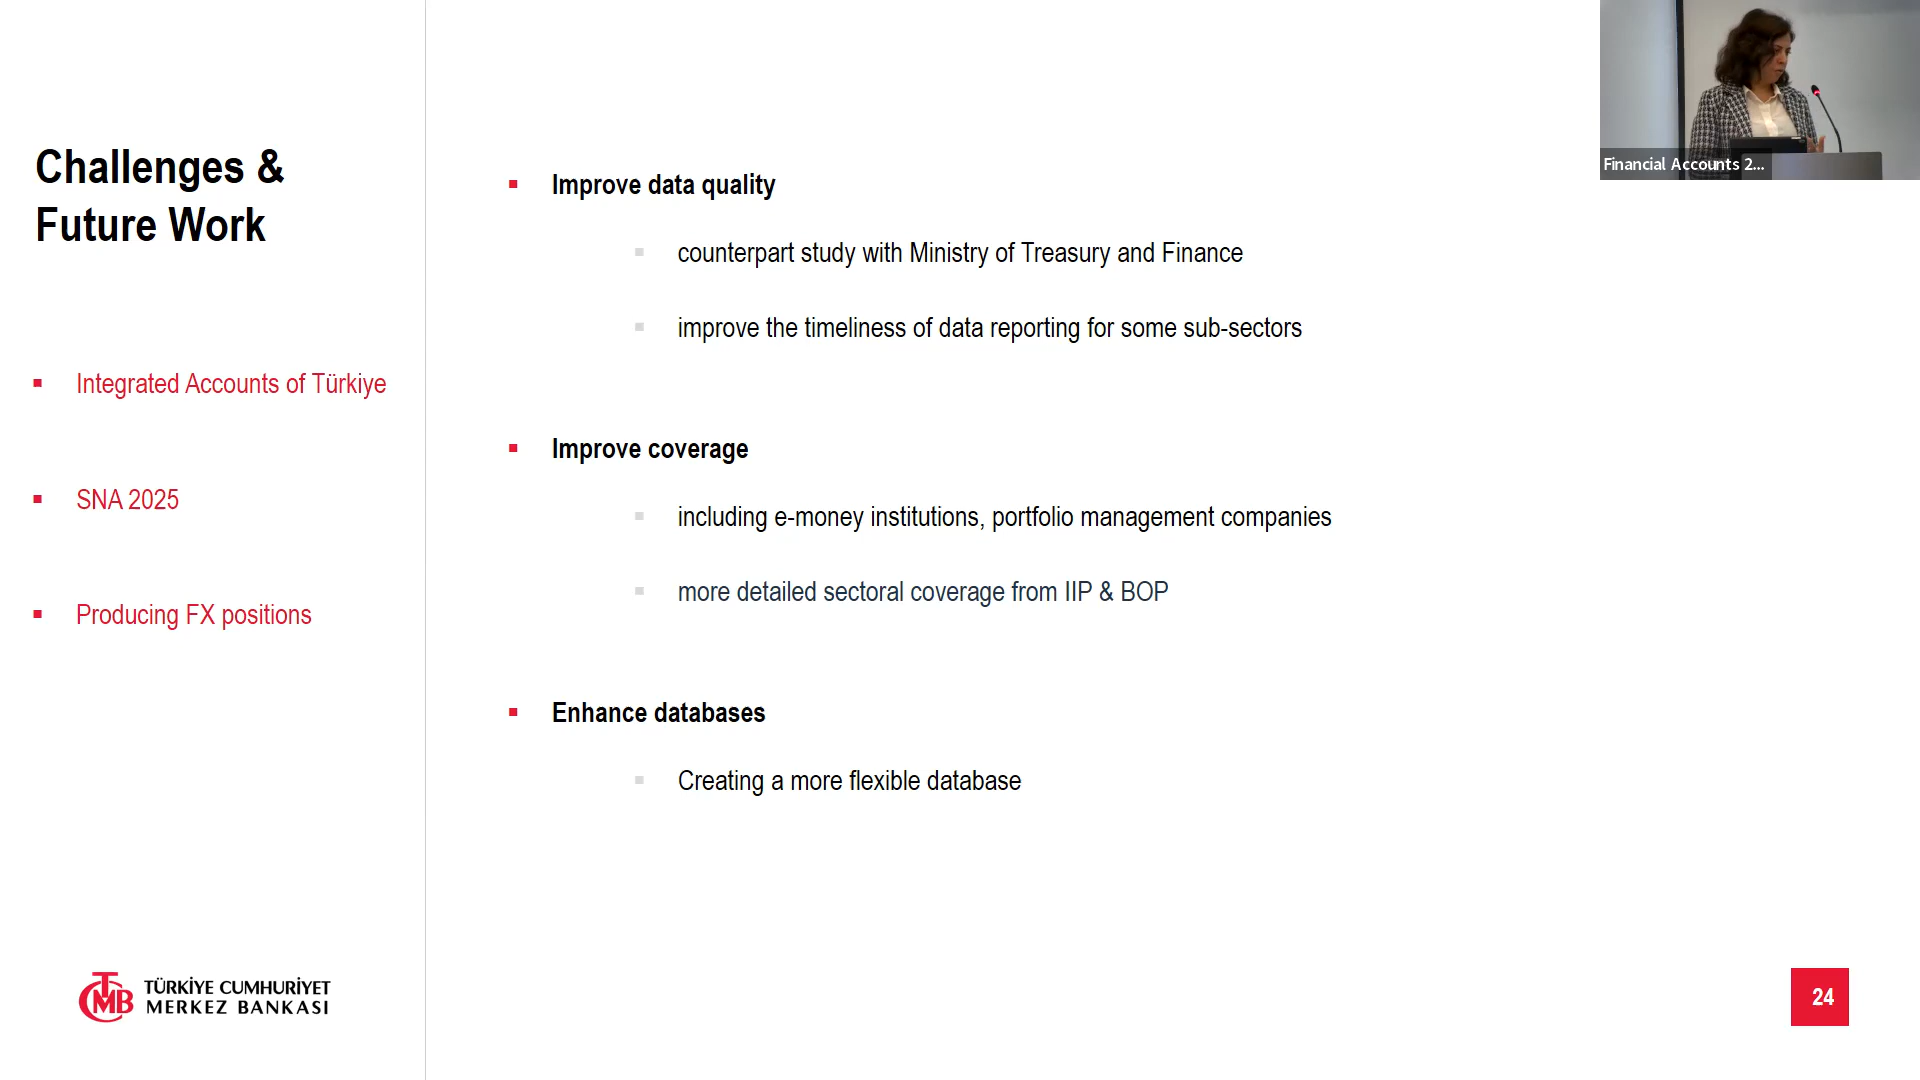 Challenges &
Future Work
Integrated Accounts of Türkiye
SNA 2025
Producing FX positions
Improve data quality
counterpart study with Ministry of Treasury and Finance
improve the timeliness of data reporting for some sub-sectors
Improve coverage
including e-money institutions, portfolio management companies
more detailed sectoral coverage from IIP & BOP
Enhance databases
Creating a more flexible database
Financial Accounts 2...
TCMB
TÜRKİYE CUMHURİYET
MERKEZ BANKASI
24